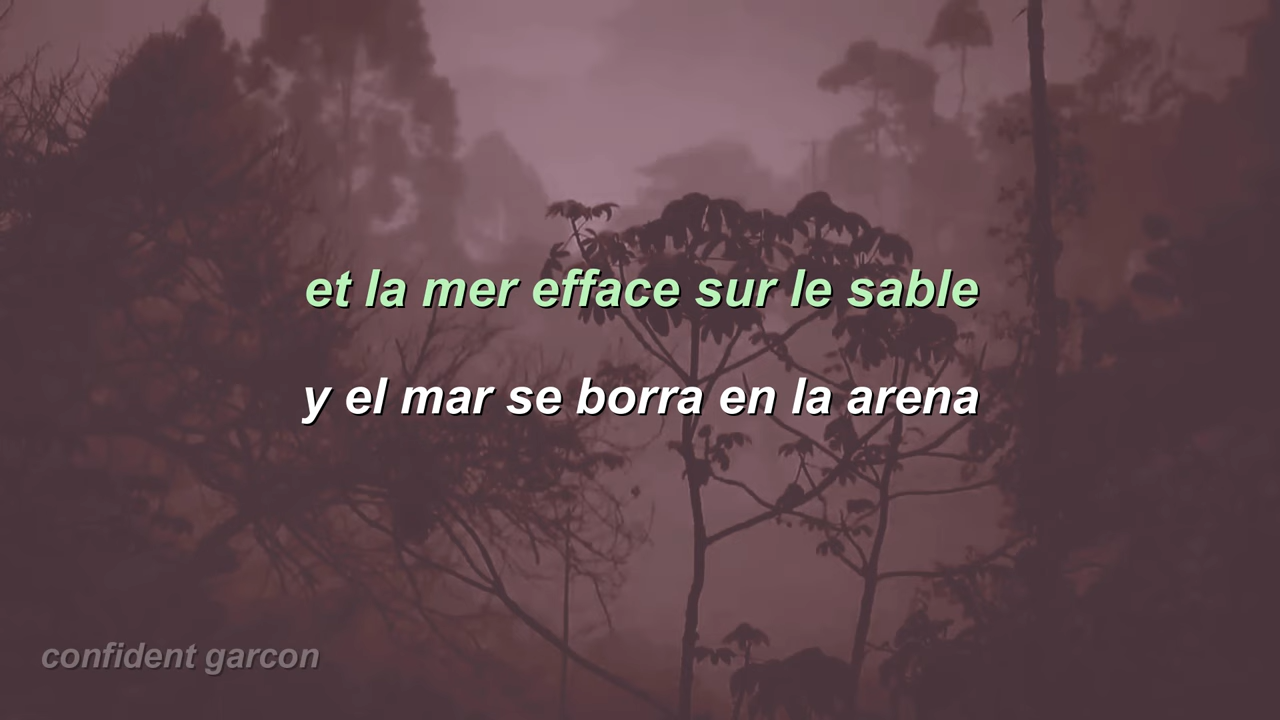 et la mer efface sur le sable
y el mar se borra en la arena
confident garcon